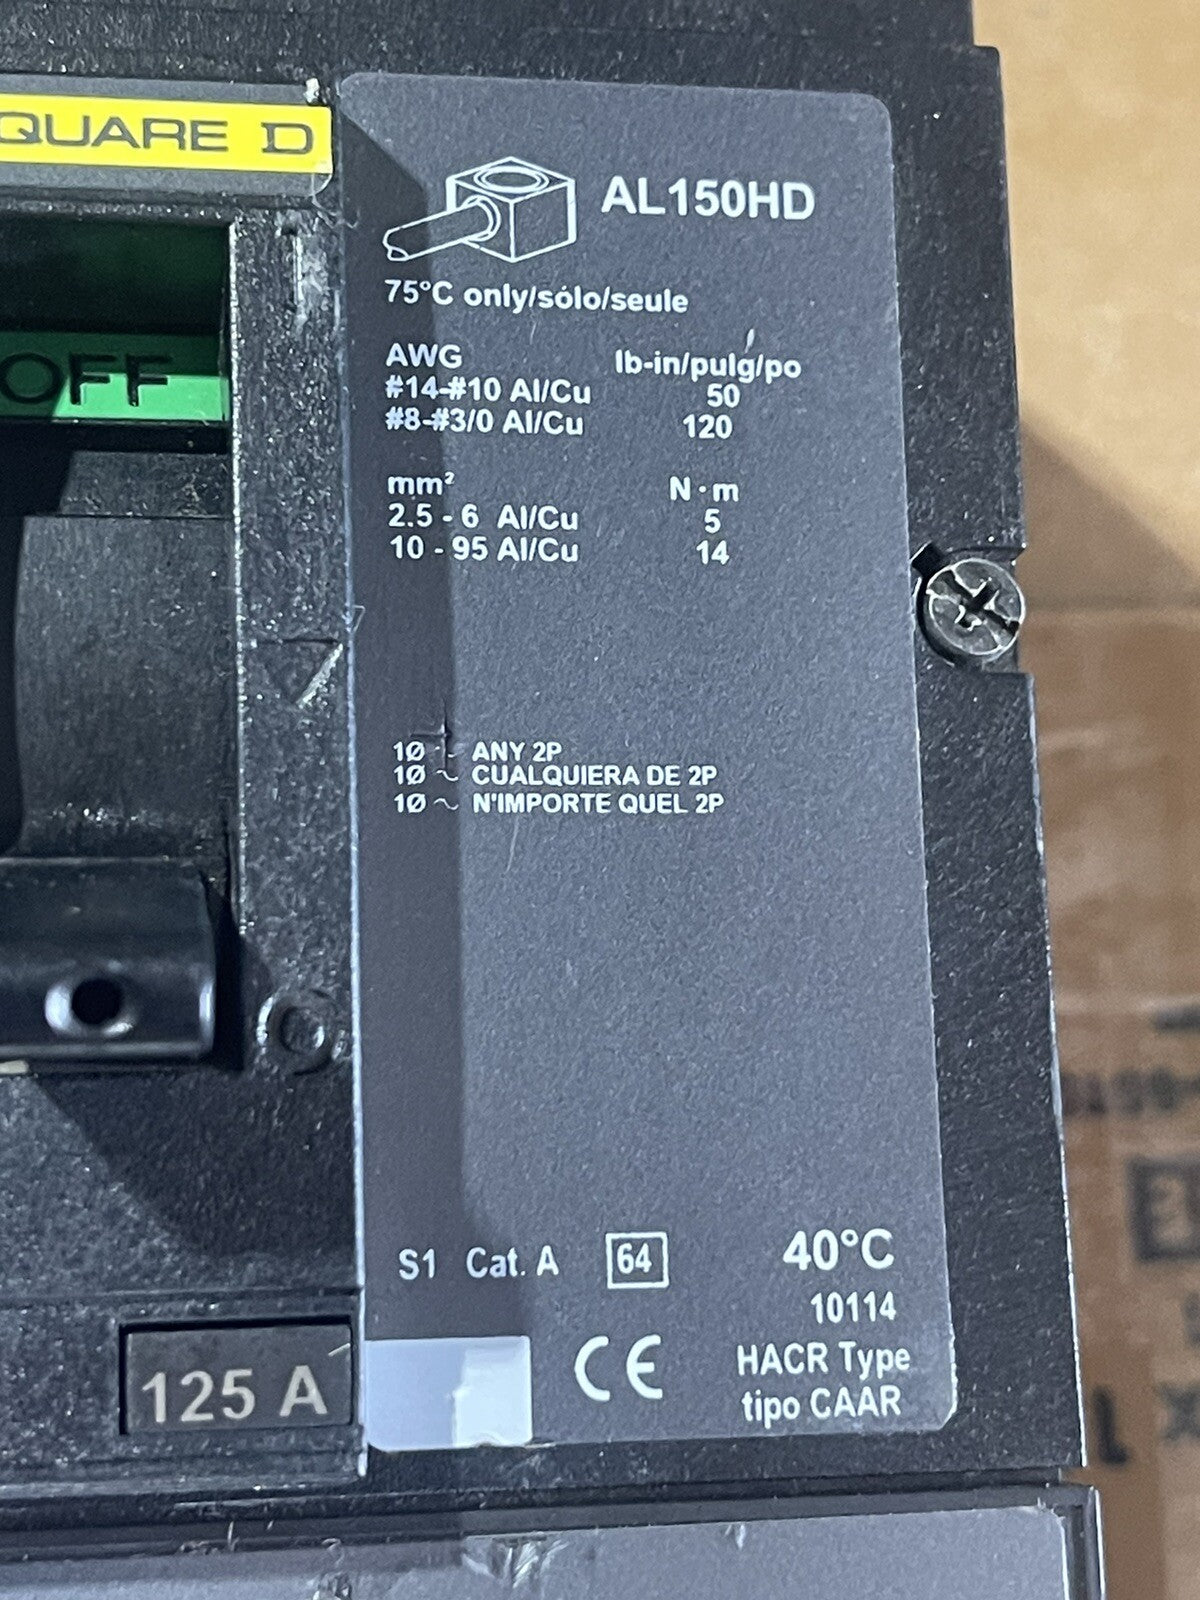 QUARE D
AL150HD
75°C only/sólo/seule
OFF
AWG lb-in/pulg/po
#14-#10 Al/Cu 50
#8-#3/0 Al/Cu 120
mm² N·m
2.5 - 6 Al/Cu 5
10 - 95 Al/Cu 14
1Ø ~ ANY 2P
1Ø ~ CUALQUIERA DE 2P
1Ø ~ N'IMPORTE QUEL 2P
S1 Cat. A 64 40°C
10114
CE HACR Type
tipo CAAR
125 A